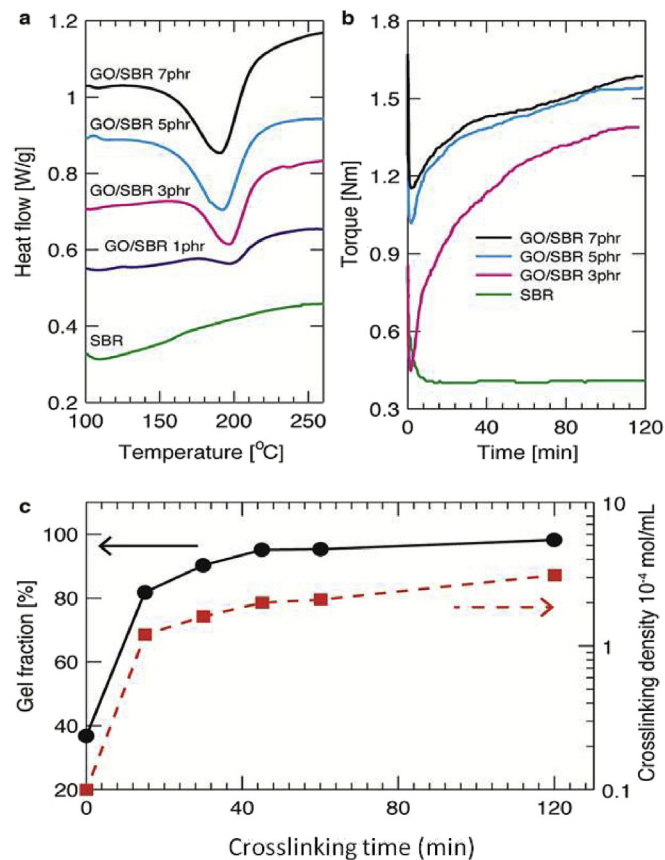 a
Heat flow [W/g]
1.2
1
0.8
0.6
0.4
0.2
GO/SBR 7phr
GO/SBR 5phr
GO/SBR 3phr
GO/SBR 1phr
SBR
100 150 200 250
Temperature [°C]
b
Torque [Nm]
1.8
1.5
1.2
0.9
0.6
0.3
GO/SBR 7phr
GO/SBR 5phr
GO/SBR 3phr
SBR
0 40 80 120
Time [min]
c
Gel fraction [%]
100
80
60
40
20
10
1
0.1
Crosslinking density 10⁻⁴ mol/mL
0 40 80 120
Crosslinking time (min)